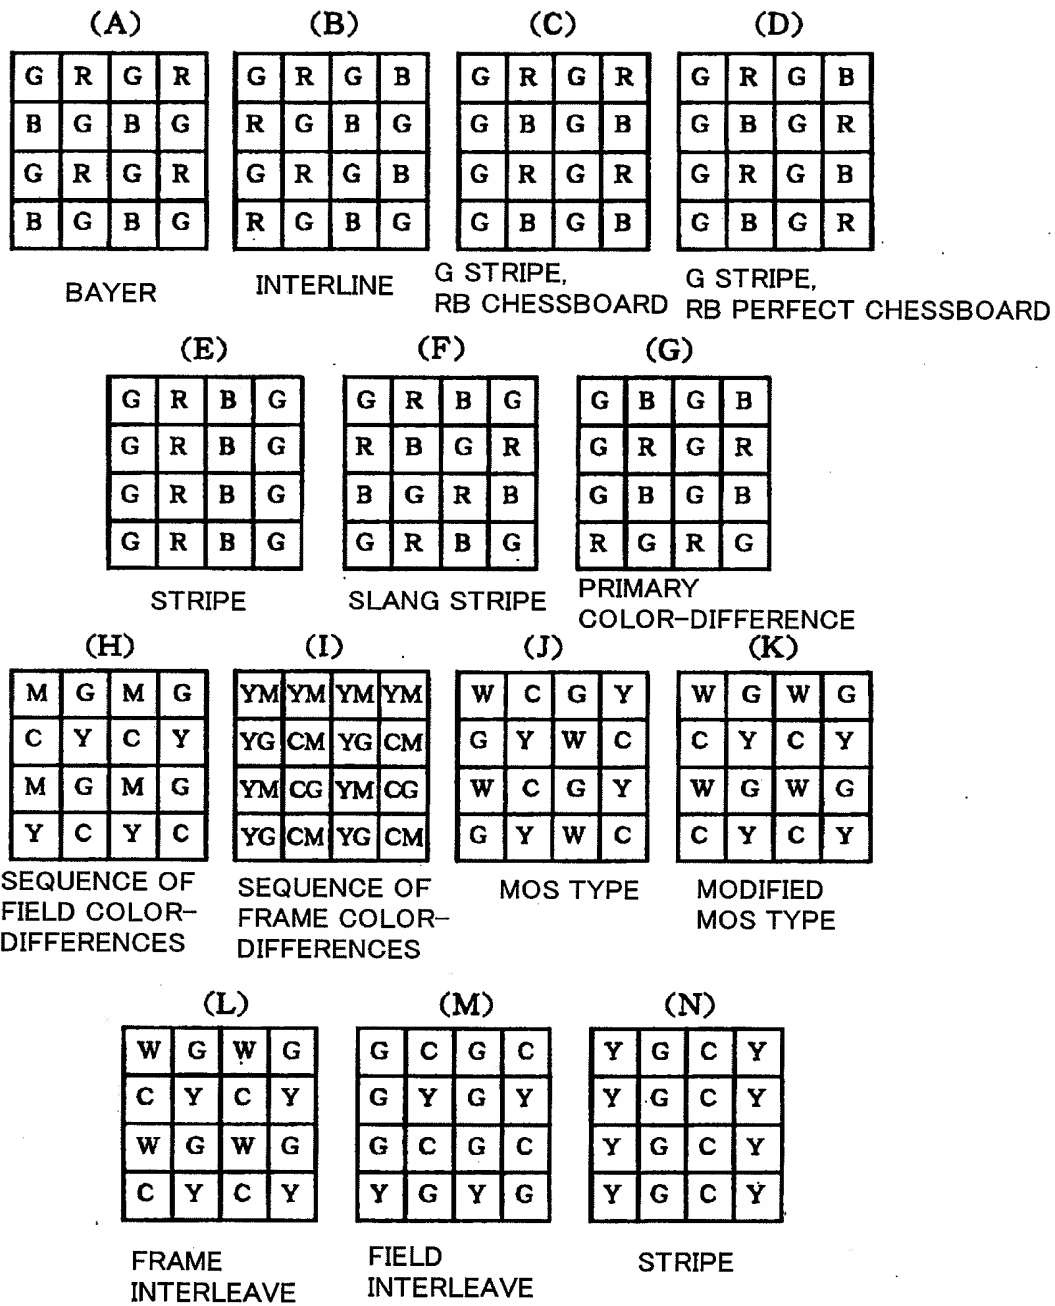 (A) (B) (C) (D)
G R G R G R G B G R G R G R G B
B G B G R G B G G B G B G B G R
G R G R G R G B G R G R G R G B
B G B G R G B G G B G B G B G R
BAYER INTERLINE G STRIPE, G STRIPE,
RB CHESSBOARD RB PERFECT CHESSBOARD
(E) (F) (G)
G R B G G R B G G B G B
G R B G R B G R G R G R
G R B G B G R B G B G B
G R B G G R B G R G R G
STRIPE SLANG STRIPE PRIMARY
COLOR-DIFFERENCE
(H) (I) (J) (K)
M G M G YM YM YM YM W C G Y W G W G
C Y C Y YG CM YG CM G Y W C C Y C Y
M G M G YM CG YM CG W C G Y W G W G
Y C Y C YG CM YG CM G Y W C C Y C Y
SEQUENCE OF SEQUENCE OF MOS TYPE MODIFIED
FIELD COLOR- FRAME COLOR- MOS TYPE
DIFFERENCES DIFFERENCES
(L) (M) (N)
W G W G G C G C Y G C Y
C Y C Y G Y G Y Y G C Y
W G W G G C G C Y G C Y
C Y C Y Y G Y G Y G C Y
FRAME FIELD STRIPE
INTERLEAVE INTERLEAVE